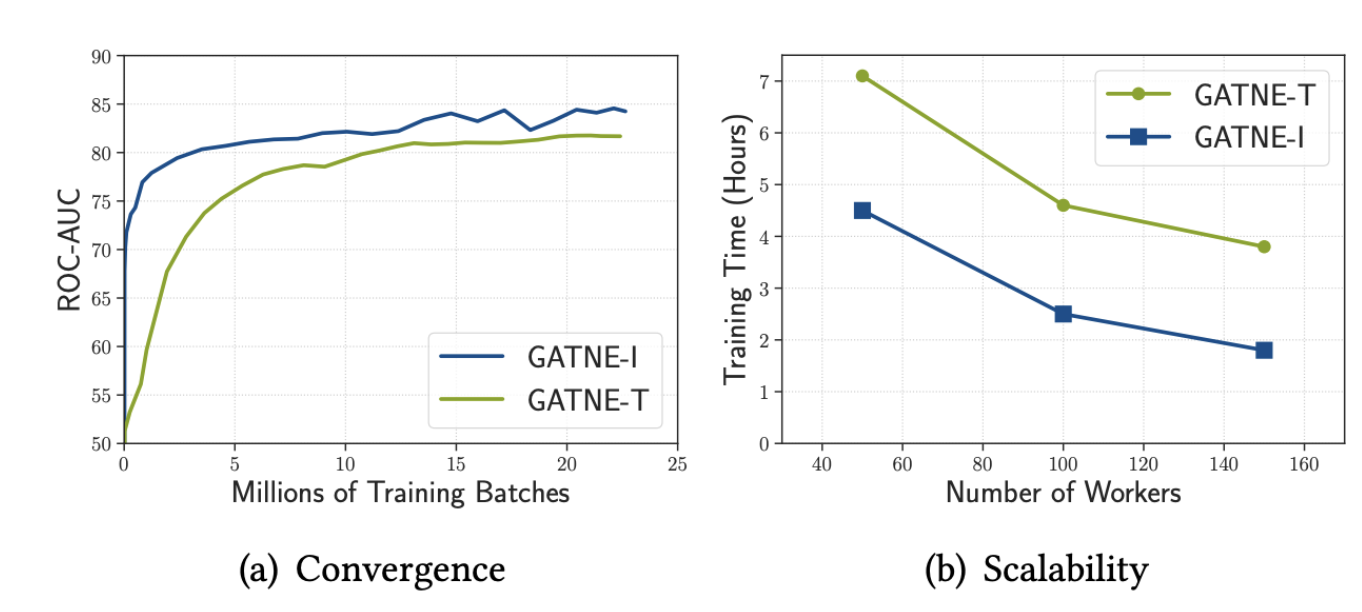 90
85
80
75
70
65
60
55
50
ROC-AUC
GATNE-I
GATNE-T
0 5 10 15 20 25
Millions of Training Batches
(a) Convergence
7
6
5
4
3
2
1
0
Training Time (Hours)
GATNE-T
GATNE-I
40 60 80 100 120 140 160
Number of Workers
(b) Scalability